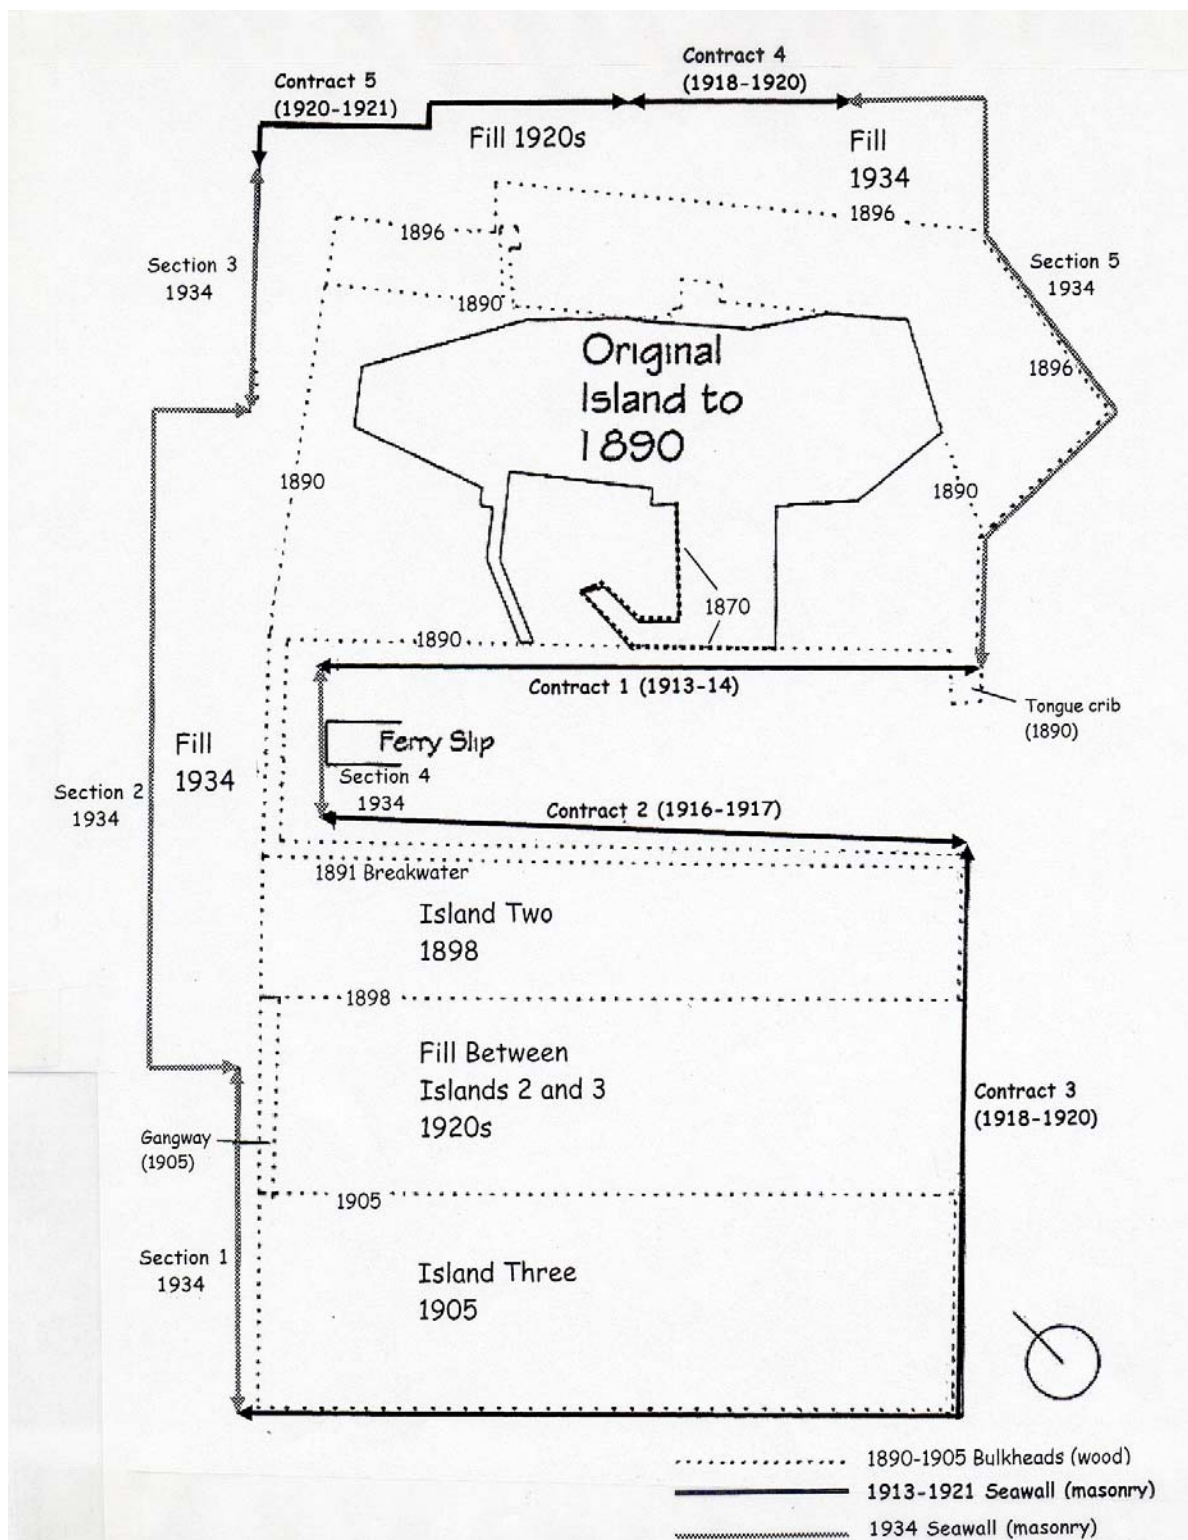 Contract 4
(1918-1920)
Contract 5
(1920-1921)
Fill 1920s
Fill
1934
1896
1896
Section 3
1934
Section 5
1934
1890
Original
Island to
1890
1896
1890
1890
1870
1890
Contract 1 (1913-14)
Tongue crib
(1890)
Fill
1934
Ferry Slip
Section 4
1934
Section 2
1934
Contract 2 (1916-1917)
1891 Breakwater
Island Two
1898
1898
Fill Between
Islands 2 and 3
1920s
Contract 3
(1918-1920)
Gangway
(1905)
1905
Section 1
1934
Island Three
1905
1890-1905 Bulkheads (wood)
1913-1921 Seawall (masonry)
1934 Seawall (masonry)